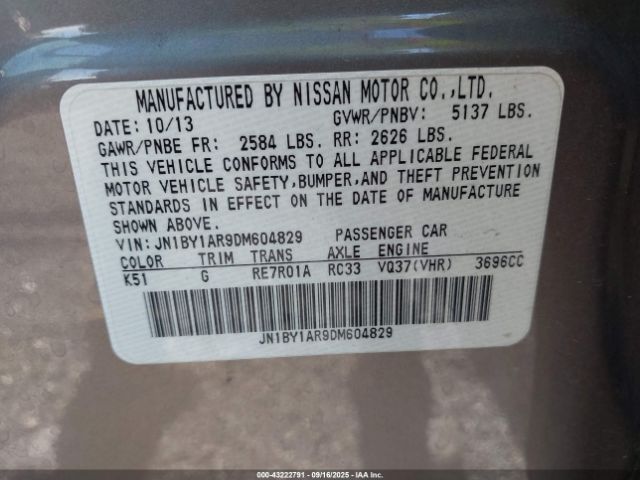 MANUFACTURED BY NISSAN MOTOR CO.,LTD.
DATE: 10/13 GVWR/PNBV: 5137 LBS.
GAWR/PNBE FR: 2584 LBS. RR: 2626 LBS.
THIS VEHICLE CONFORMS TO ALL APPLICABLE FEDERAL
MOTOR VEHICLE SAFETY,BUMPER,AND THEFT PREVENTION
STANDARDS IN EFFECT ON THE DATE OF MANUFACTURE
SHOWN ABOVE.
VIN: JN1BY1AR9DM604829 PASSENGER CAR
COLOR TRIM TRANS AXLE ENGINE
K51 G RE7R01A RC33 VQ37(VHR) 3696CC
JN1BY1AR9DM604829
000-43222791 - 09/16/2025 - IAA Inc.